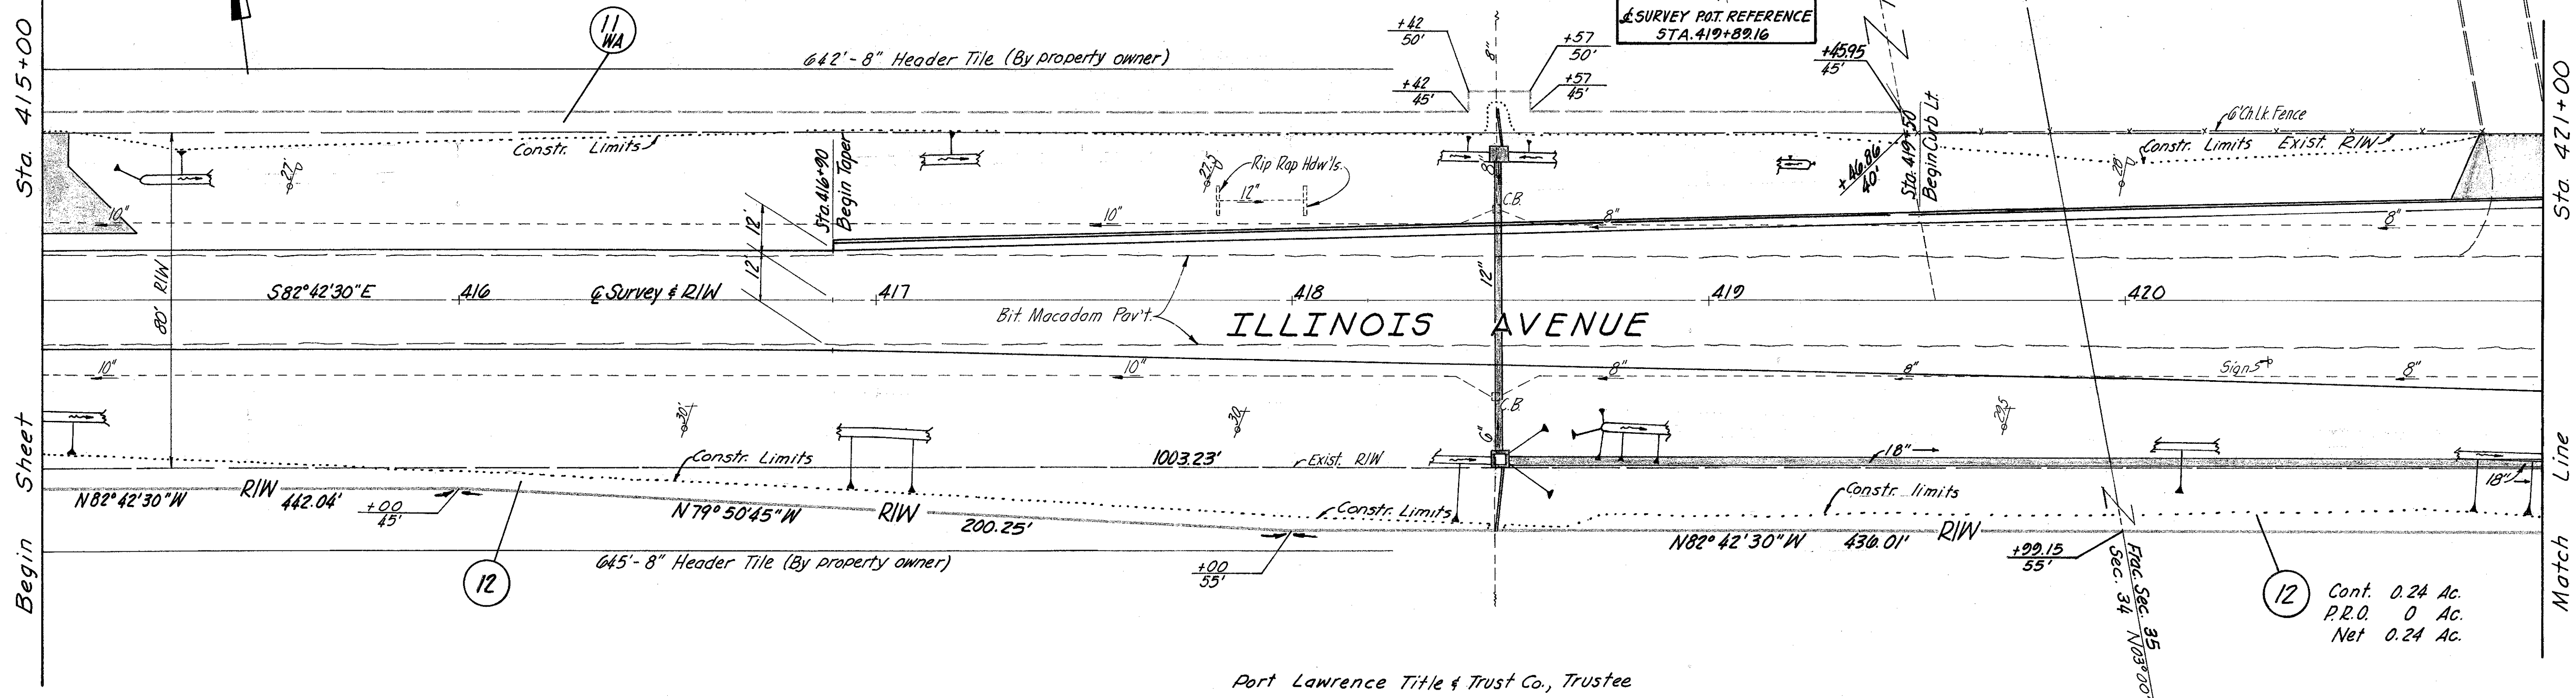 Sta. 415+00
Begin Sheet
11
WA
642'-8" Header Tile (By property owner)
+42
50'
+42
45'
8"
+57
50'
+57
45'
℄ SURVEY P.O.T. REFERENCE
STA. 419+89.16
+45.95
45'
6' Ch.Lk. Fence
Constr. Limits
Constr. Limits
Exist. R/W
Sta. 421+00
Match Line
Sta. 416+90
Begin Taper
27.5
Rip Rap Hdw'ls.
12"
8"
C.B.
+46.86
40'
Sta. 419+50
Begin Curb Lt.
10"
10"
8"
8"
12'
12'
80' R/W
S82°42'30"E
416
℄ Survey & R/W
417
418
419
420
12"
Bit. Macadam Pav't.
ILLINOIS AVENUE
10"
10"
8"
8"
Sign
8"
C.B.
6"
30'
30'
29.5
Constr. Limits
1003.23'
Exist. R/W
18"
18"
N82°42'30"W
R/W
442.04'
+00
45'
N79°50'45"W
R/W
200.25'
Constr. Limits
Constr. limits
N82°42'30"W
436.01'
R/W
+99.15
55'
+00
55'
645'-8" Header Tile (By property owner)
12
Frac. Sec. 35
Sec. 34
N03°00'
12
Cont. 0.24 Ac.
P.R.O. 0 Ac.
Net 0.24 Ac.
Port Lawrence Title & Trust Co., Trustee